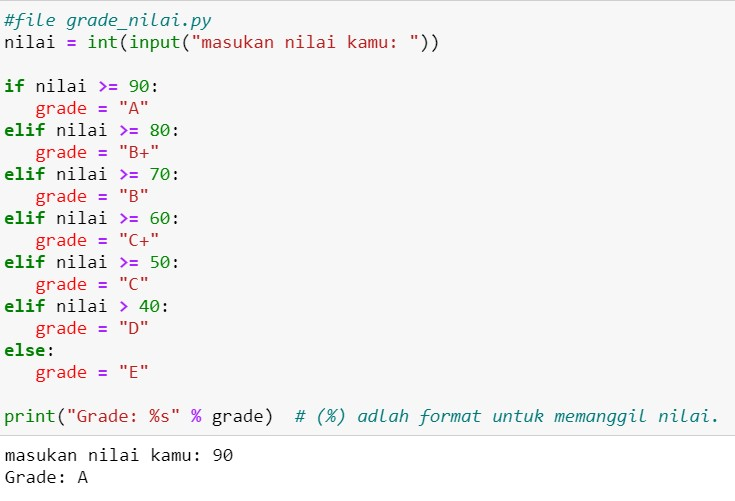 #file grade_nilai.py
nilai = int(input("masukan nilai kamu: "))
if nilai >= 90:
   grade = "A"
elif nilai >= 80:
   grade = "B+"
elif nilai >= 70:
   grade = "B"
elif nilai >= 60:
   grade = "C+"
elif nilai >= 50:
   grade = "C"
elif nilai > 40:
   grade = "D"
else:
   grade = "E"
print("Grade: %s" % grade)  # (%) adlah format untuk memanggil nilai.
masukan nilai kamu: 90
Grade: A